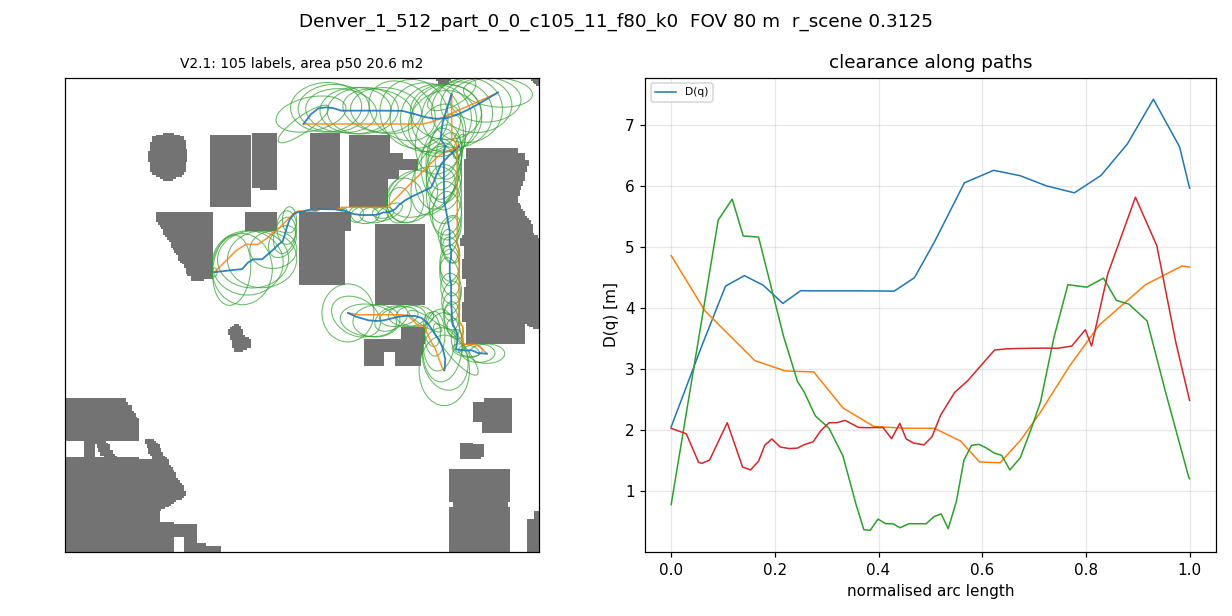 Denver_1_512_part_0_0_c105_11_f80_k0  FOV 80 m  r_scene 0.3125
V2.1: 105 labels, area p50 20.6 m2
clearance along paths
D(q)
7
6
5
4
3
2
1
D(q) [m]
0.0 0.2 0.4 0.6 0.8 1.0
normalised arc length